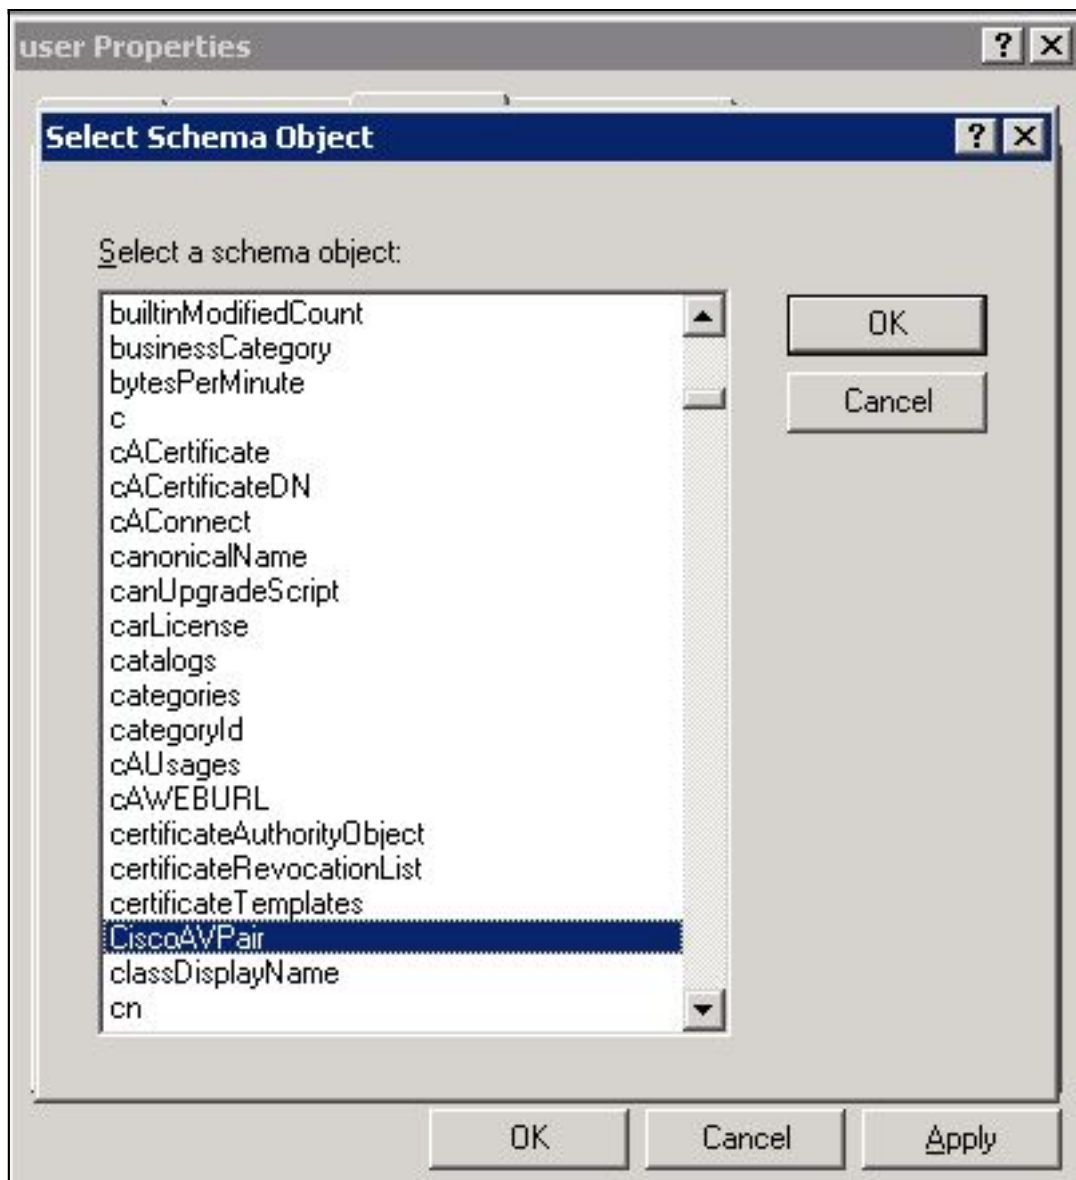 user Properties
Select Schema Object
Select a schema object:
builtinModifiedCount
businessCategory
bytesPerMinute
c
cACertificate
cACertificateDN
cAConnect
canonicalName
canUpgradeScript
carLicense
catalogs
categories
categoryId
cAUsages
cAWEBURL
certificateAuthorityObject
certificateRevocationList
certificateTemplates
CiscoAVPair
classDisplayName
cn
OK
Cancel
OK Cancel Apply